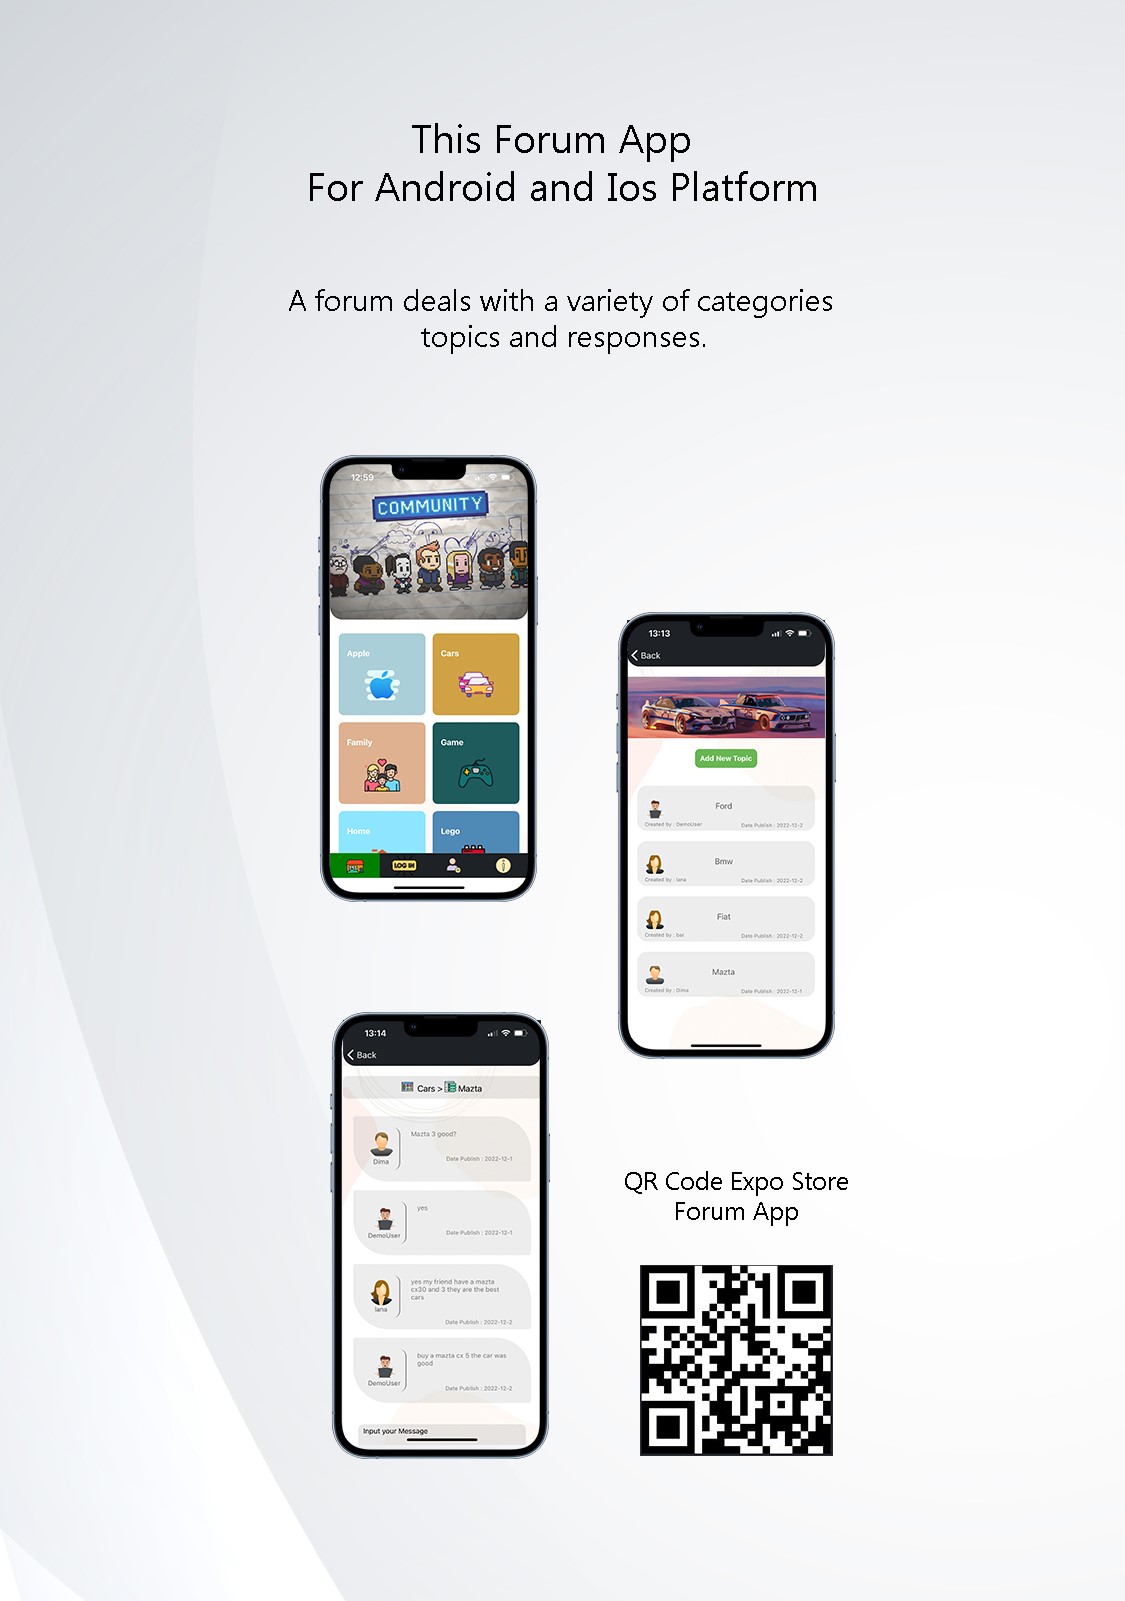 This Forum App
For Android and Ios Platform
A forum deals with a variety of categories
topics and responses.
12:59
COMMUNITY
Apple
Cars
Family
Game
Home
Lego
LOG IN
13:13
Back
Add New Topic
Ford
Created by : DemoUser
Date Publish : 2022-12-2
Bmw
Created by : lana
Date Publish : 2022-12-2
Fiat
Created by : bar
Date Publish : 2022-12-2
Mazta
Created by : Dima
Date Publish : 2022-12-1
13:14
Back
Cars > Mazta
Mazta 3 good?
Dima
Date Publish : 2022-12-1
yes
DemoUser
Date Publish : 2022-12-1
yes my friend have a mazta
cx30 and 3 they are the best
cars
lana
Date Publish : 2022-12-2
buy a mazta cx 5 the car was
good
DemoUser
Date Publish : 2022-12-2
Input your Message
QR Code Expo Store
Forum App